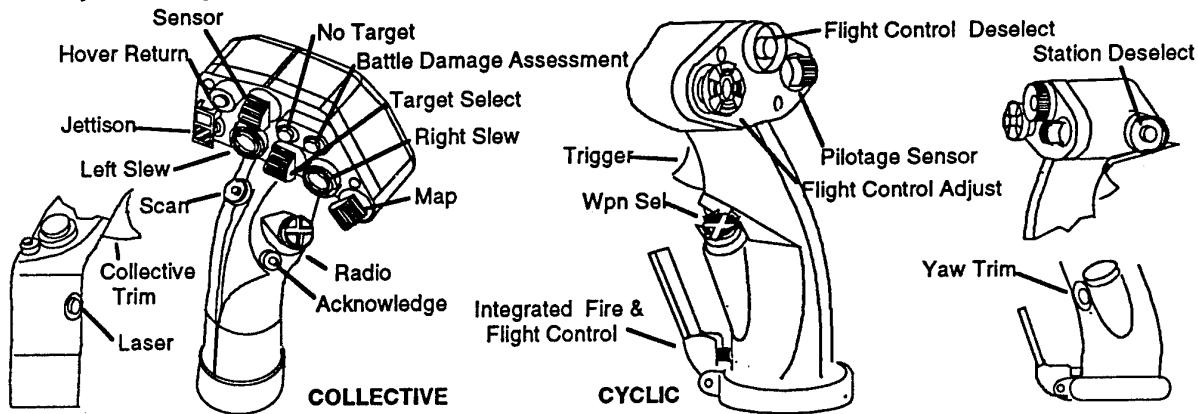 Sensor
No Target
Hover Return
Battle Damage Assessment
Target Select
Jettison
Right Slew
Left Slew
Scan
Map
Collective
Trim
Radio
Acknowledge
Laser
COLLECTIVE
Flight Control Deselect
Station Deselect
Trigger
Pilotage Sensor
Flight Control Adjust
Wpn Sel
Yaw Trim
Integrated Fire &
Flight Control
CYCLIC